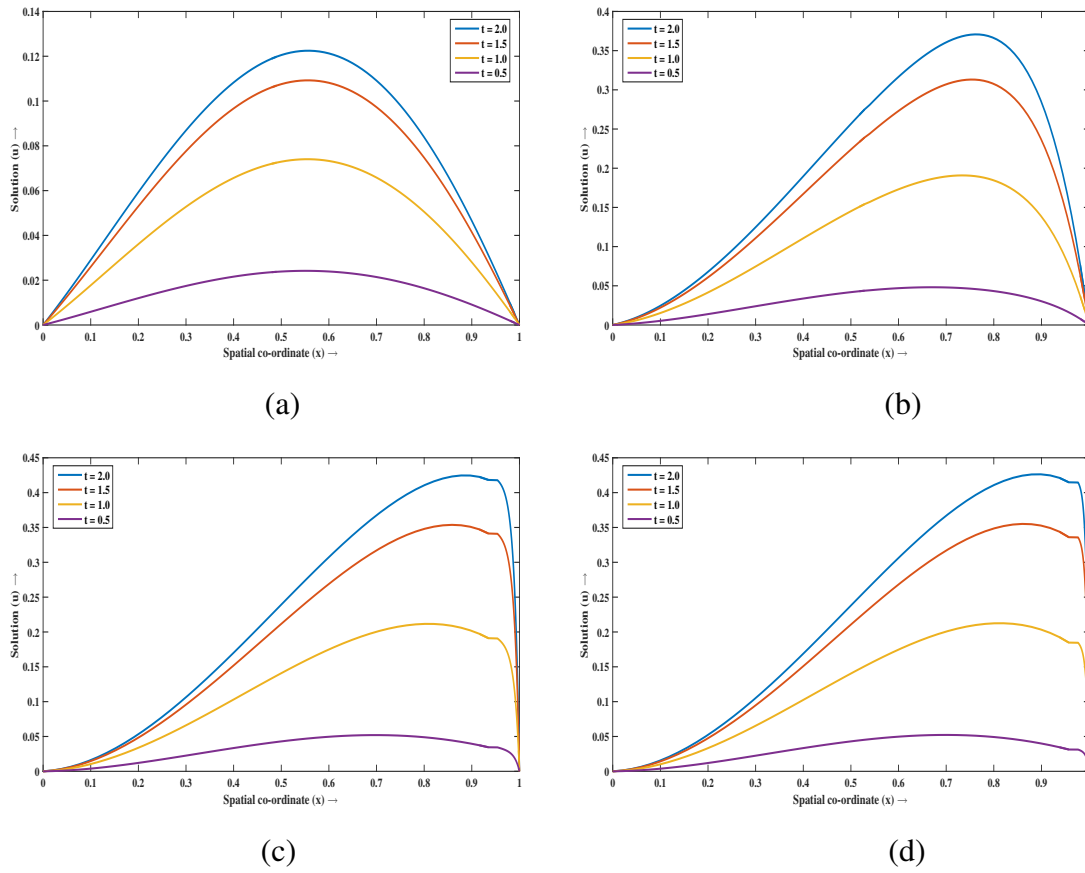 0.14
0.12
0.1
0.08
0.06
0.04
0.02
0
Solution (u) →
t = 2.0
t = 1.5
t = 1.0
t = 0.5
0 0.1 0.2 0.3 0.4 0.5 0.6 0.7 0.8 0.9 1
Spatial co-ordinate (x) →
(a)
0.4
0.35
0.3
0.25
0.2
0.15
0.1
0.05
0
Solution (u) →
t = 2.0
t = 1.5
t = 1.0
t = 0.5
0 0.1 0.2 0.3 0.4 0.5 0.6 0.7 0.8 0.9
Spatial co-ordinate (x) →
(b)
0.45
0.4
0.35
0.3
0.25
0.2
0.15
0.1
0.05
0
Solution (u) →
t = 2.0
t = 1.5
t = 1.0
t = 0.5
0 0.1 0.2 0.3 0.4 0.5 0.6 0.7 0.8 0.9 1
Spatial co-ordinate (x) →
(c)
0.45
0.4
0.35
0.3
0.25
0.2
0.15
0.1
0.05
0
Solution (u) →
t = 2.0
t = 1.5
t = 1.0
t = 0.5
0 0.1 0.2 0.3 0.4 0.5 0.6 0.7 0.8 0.9
Spatial co-ordinate (x) →
(d)